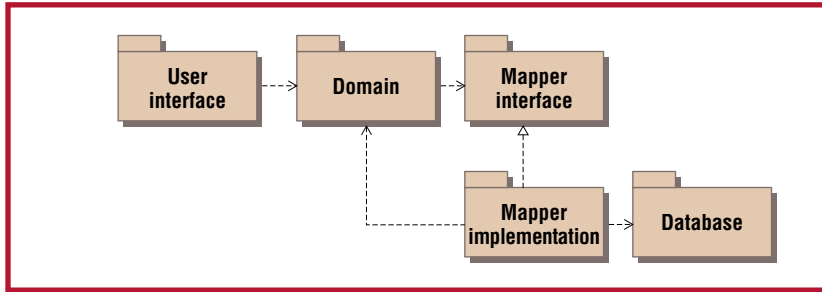 User
interface
Domain
Mapper
interface
Mapper
implementation
Database